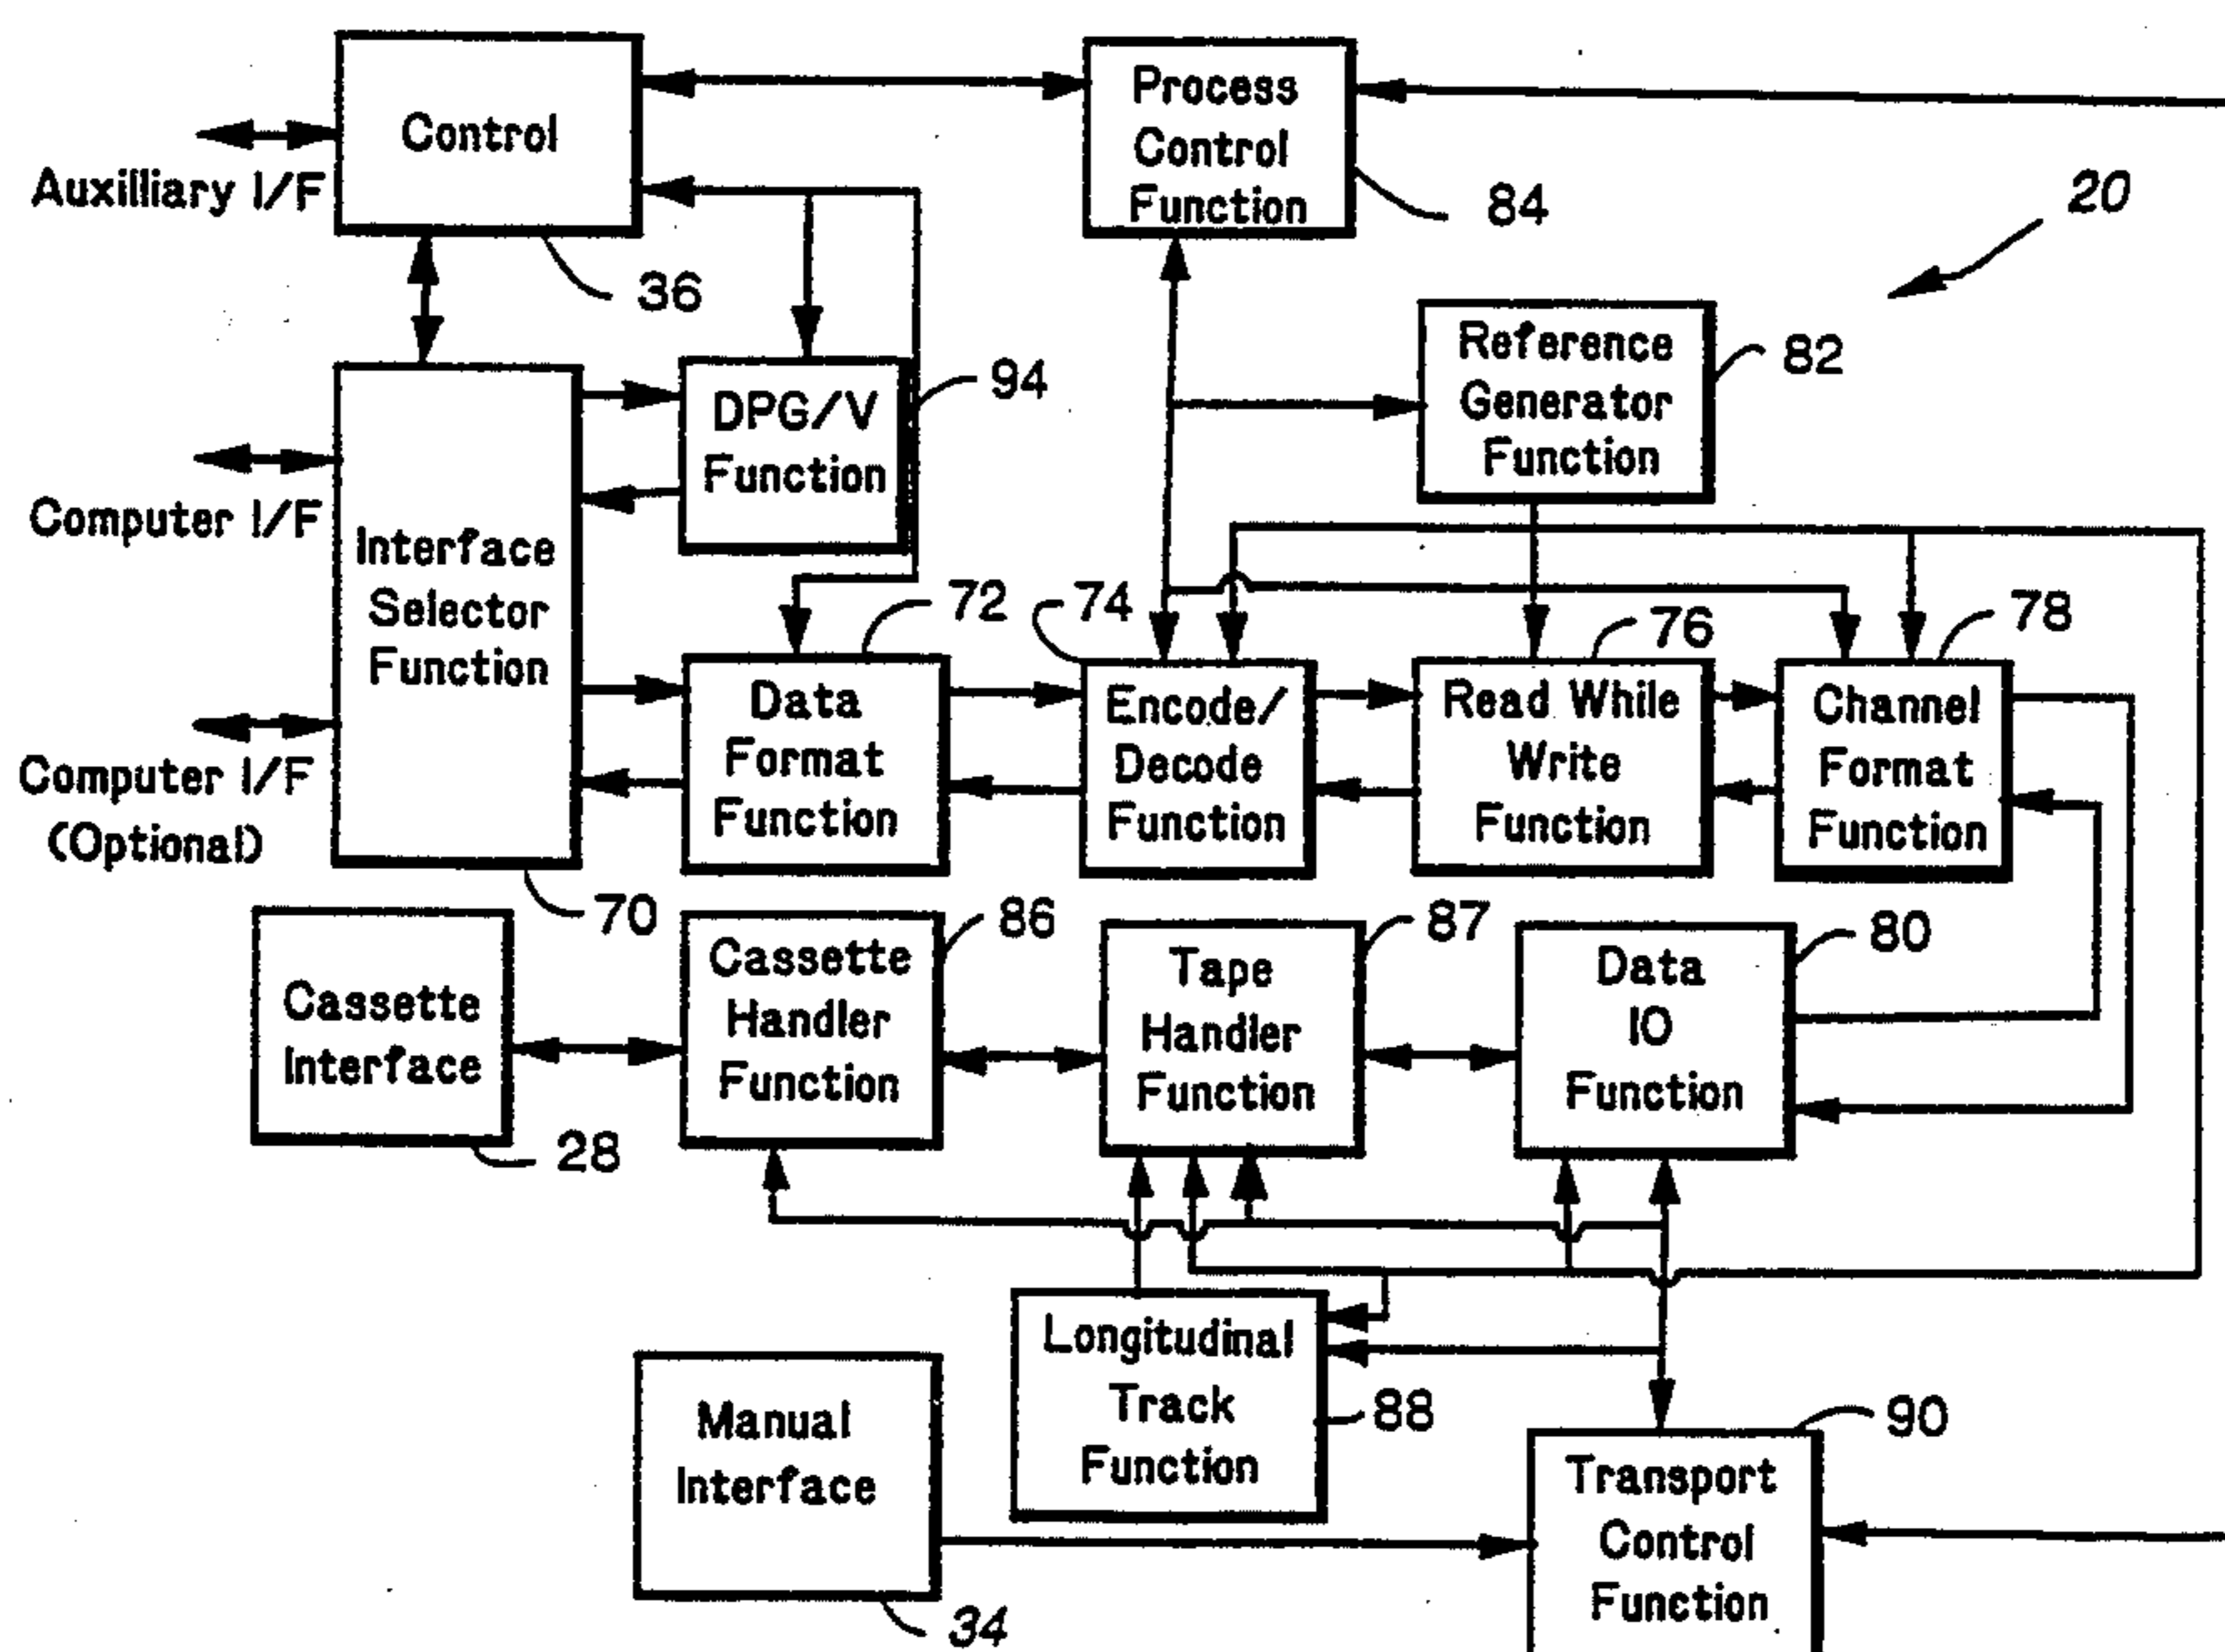 Control
Auxilliary I/F
36
Process
Control
Function
84
20
Reference
Generator
Function
82
DPG/V
Function
94
Computer I/F
Interface
Selector
Function
Computer I/F
(Optional)
70
Data
Format
Function
72
Encode/
Decode
Function
74
Read While
Write
Function
76
Channel
Format
Function
78
Cassette
Interface
28
Cassette
Handler
Function
86
Tape
Handler
Function
87
Data
IO
Function
80
Longitudinal
Track
Function
88
Manual
Interface
34
Transport
Control
Function
90